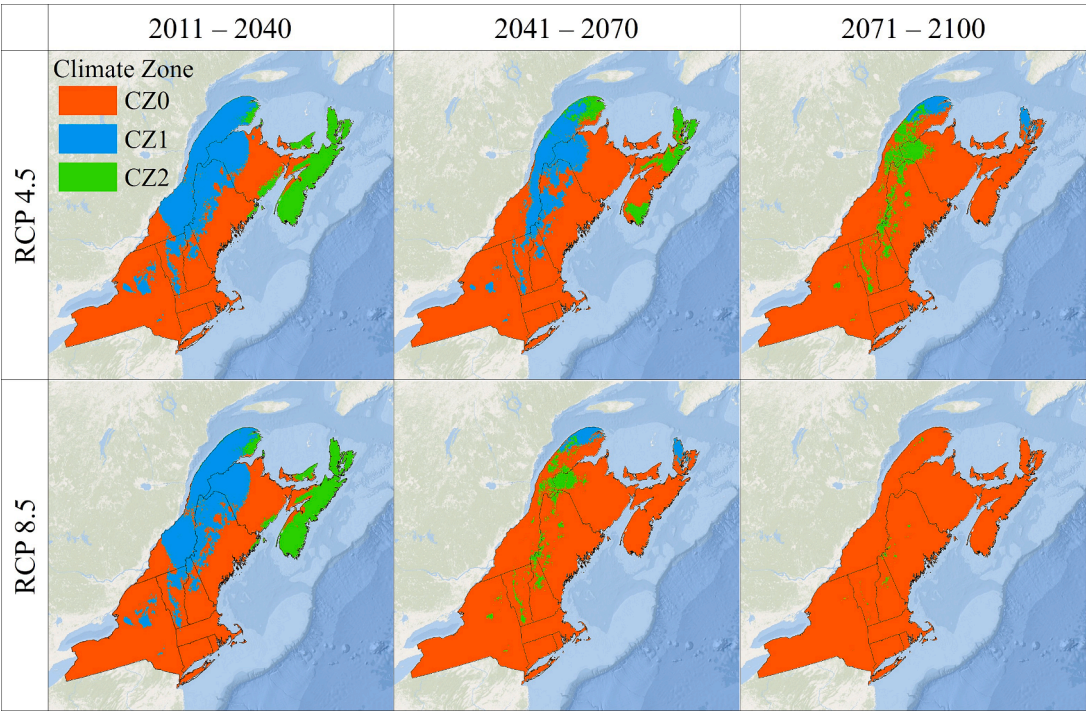 2011 – 2040
2041 – 2070
2071 – 2100
RCP 4.5
Climate Zone
CZ0
CZ1
CZ2
RCP 8.5